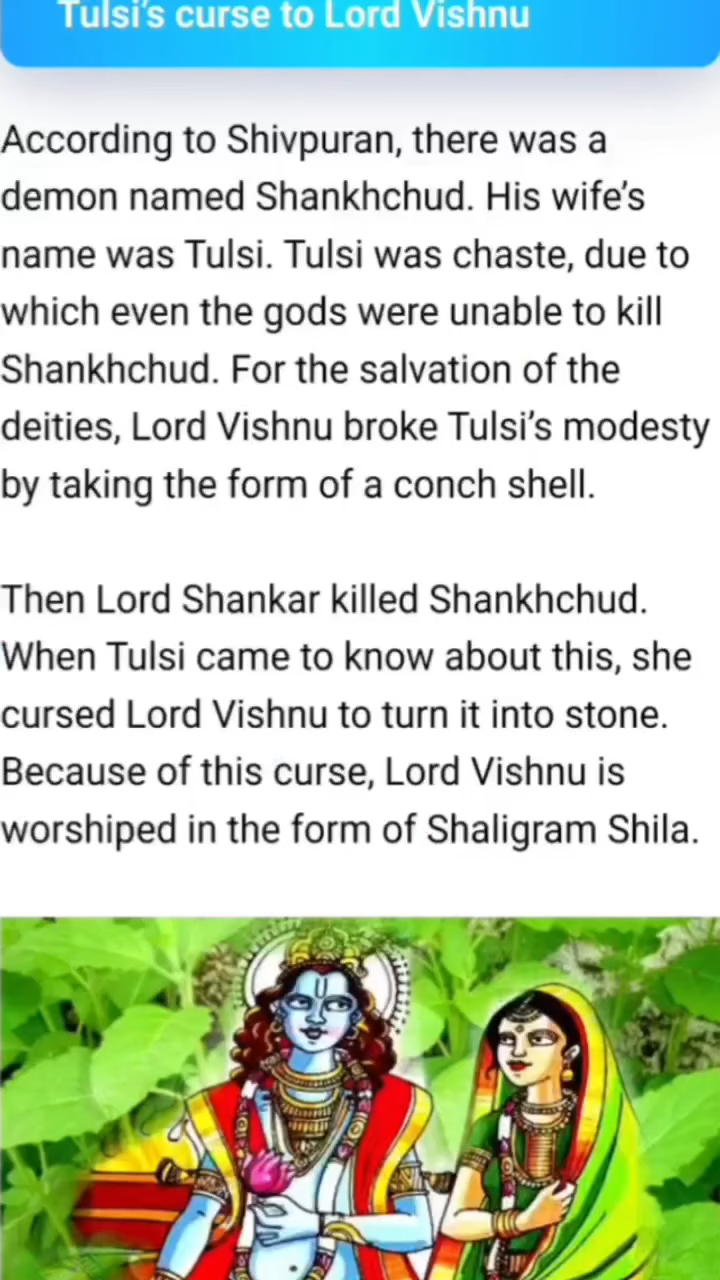 Tulsi's curse to Lord Vishnu
According to Shivpuran, there was a
demon named Shankhchud. His wife's
name was Tulsi. Tulsi was chaste, due to
which even the gods were unable to kill
Shankhchud. For the salvation of the
deities, Lord Vishnu broke Tulsi's modesty
by taking the form of a conch shell.
Then Lord Shankar killed Shankhchud.
When Tulsi came to know about this, she
cursed Lord Vishnu to turn it into stone.
Because of this curse, Lord Vishnu is
worshiped in the form of Shaligram Shila.